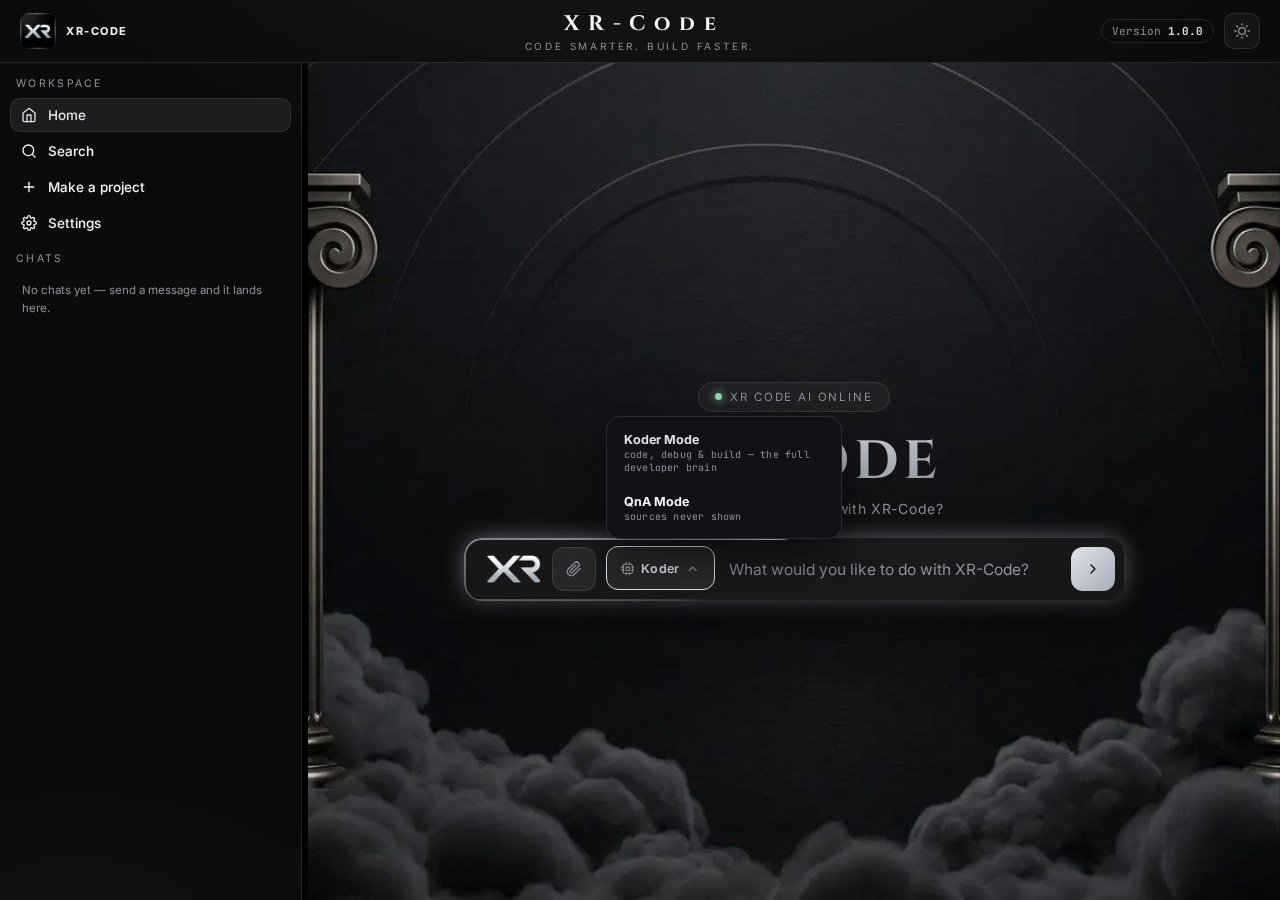 XR
XR-CODE
XR-CODE
CODE SMARTER. BUILD FASTER.
Version 1.0.0
WORKSPACE
Home
Search
Make a project
Settings
CHATS
No chats yet — send a message and it lands
here.
XR CODE AI ONLINE
Koder Mode
code, debug & build — the full
developer brain
QnA Mode
sources never shown
DE
with XR-Code?
XR
Koder
What would you like to do with XR-Code?